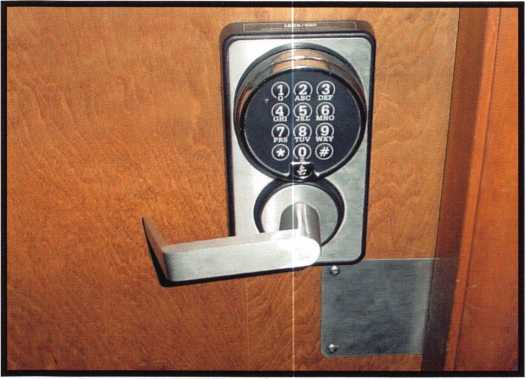 1 2 3
Q ABC DEF
4 5 6
GHI JKL MNO
7 8 9
PRS TUV WXY
* 0 #